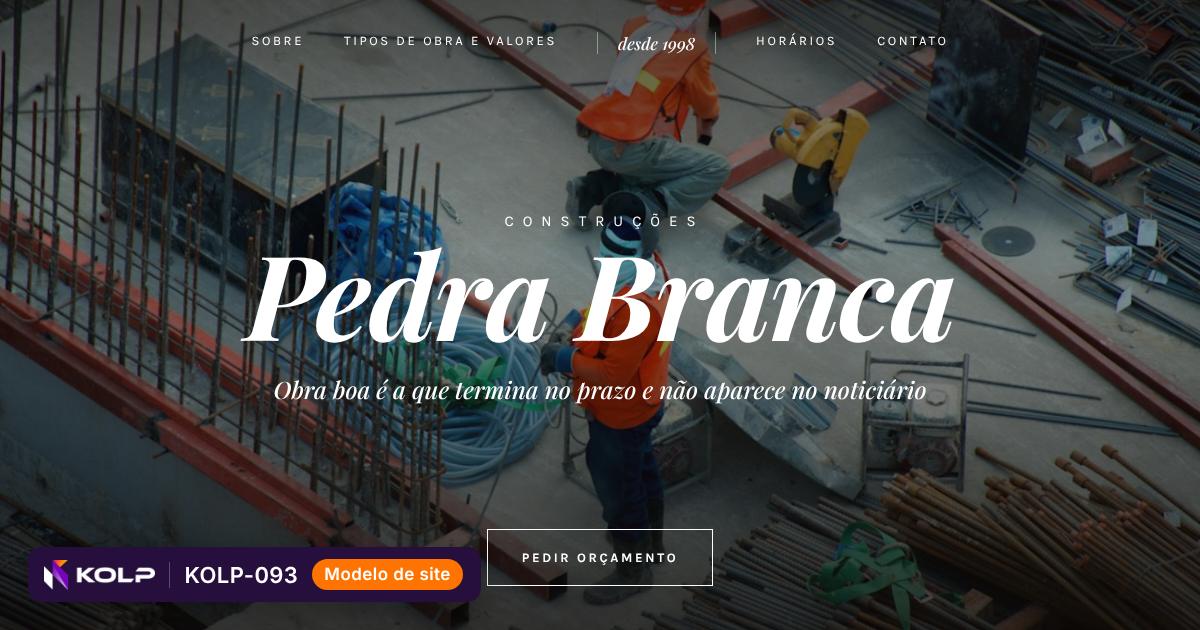 SOBRE
TIPOS DE OBRA E VALORES
desde 1998
HORÁRIOS
CONTATO
CONSTRUÇÕES
Pedra Branca
Obra boa é a que termina no prazo e não aparece no noticiário
PEDIR ORÇAMENTO
KOLP
KOLP-093
Modelo de site